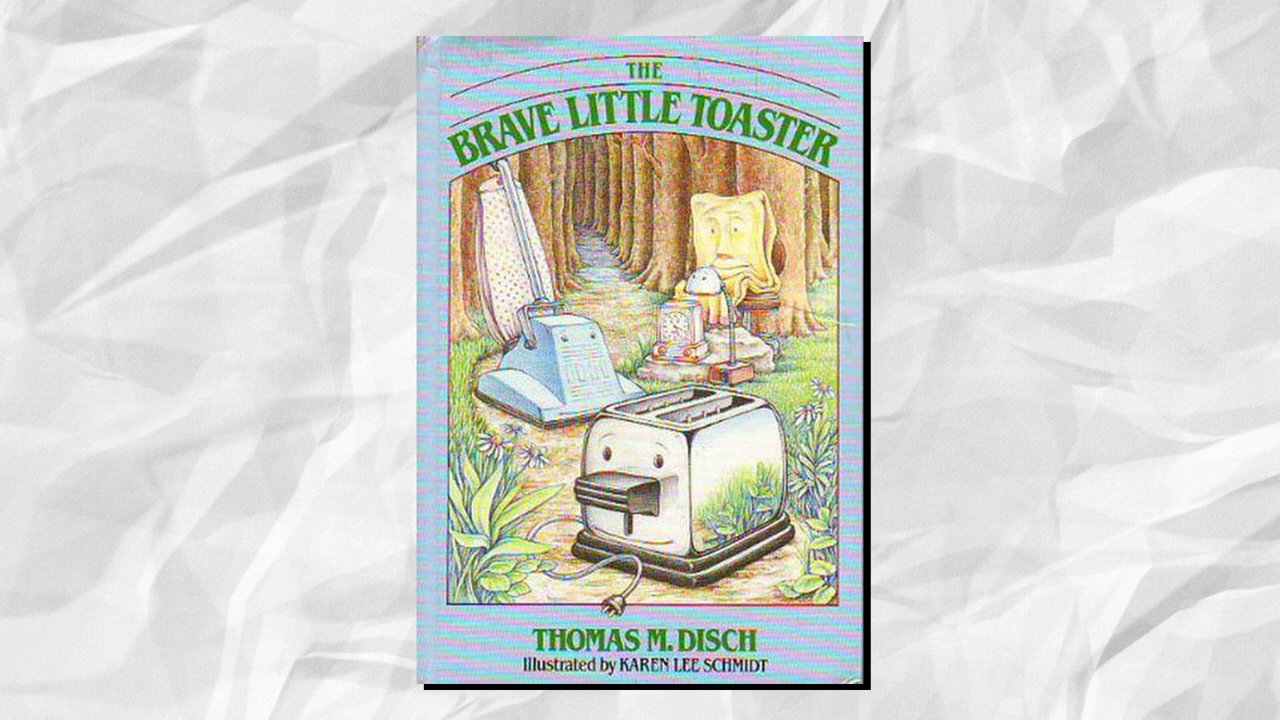 THE
BRAVE LITTLE TOASTER
THOMAS M. DISCH
Illustrated by KAREN LEE SCHMIDT